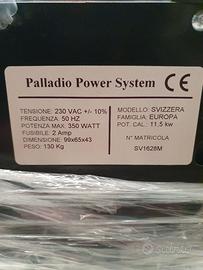 Palladio Power System CE
TENSIONE: 230 VAC +/- 10%
FREQUENZA: 50 HZ
POTENZA MAX: 350 WATT
FUSIBILE: 2 Amp
DIMENSIONE: 99x65x43
PESO: 130 Kg
MODELLO: SVIZZERA
FAMIGLIA: EUROPA
POT. CAL.: 11,5 kw
N° MATRICOLA
SV1628M
subito